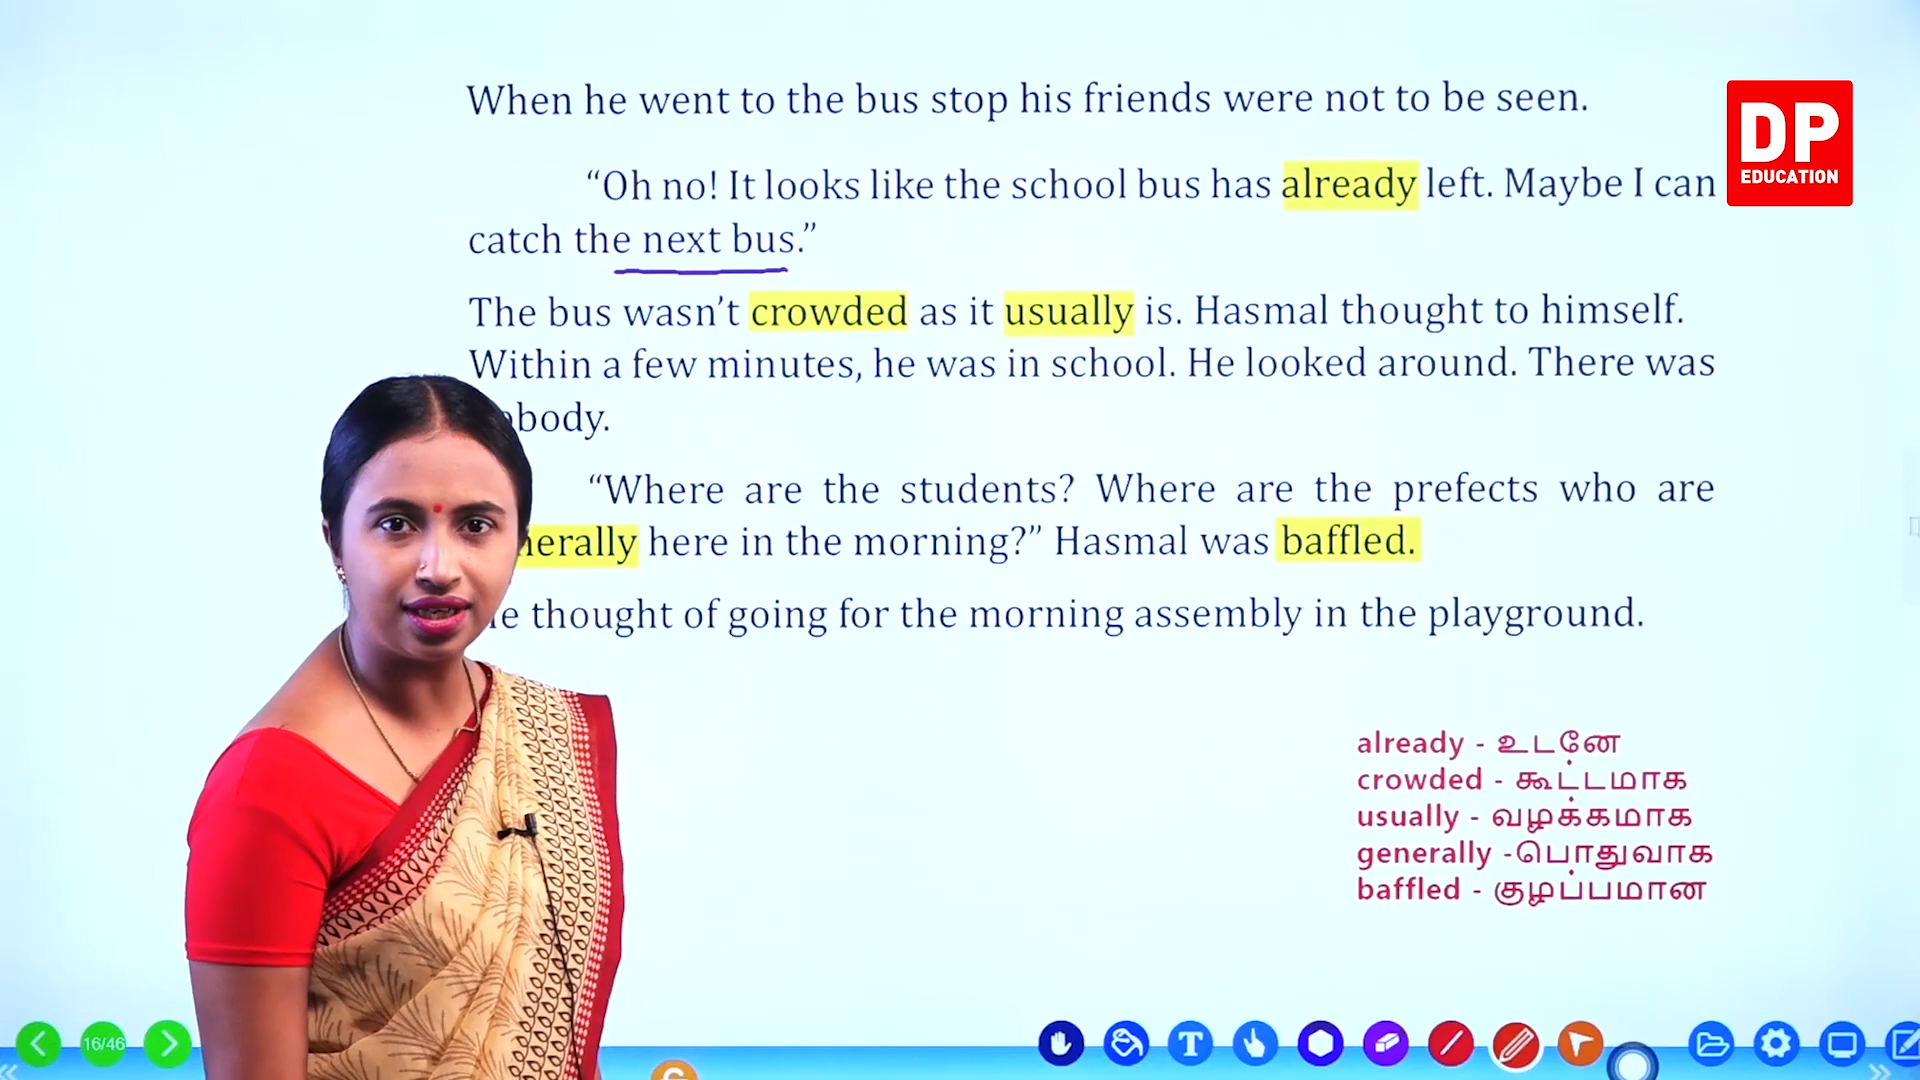 When he went to the bus stop his friends were not to be seen.
DP
EDUCATION
“Oh no! It looks like the school bus has already left. Maybe I can
catch the next bus.”
The bus wasn’t crowded as it usually is. Hasmal thought to himself.
Within a few minutes, he was in school. He looked around. There was
obody.
“Where are the students? Where are the prefects who are
nerally here in the morning?” Hasmal was baffled.
e thought of going for the morning assembly in the playground.
already - உடனே
crowded - கூட்டமாக
usually - வழக்கமாக
generally -பொதுவாக
baffled - குழப்பமான
16/46
T